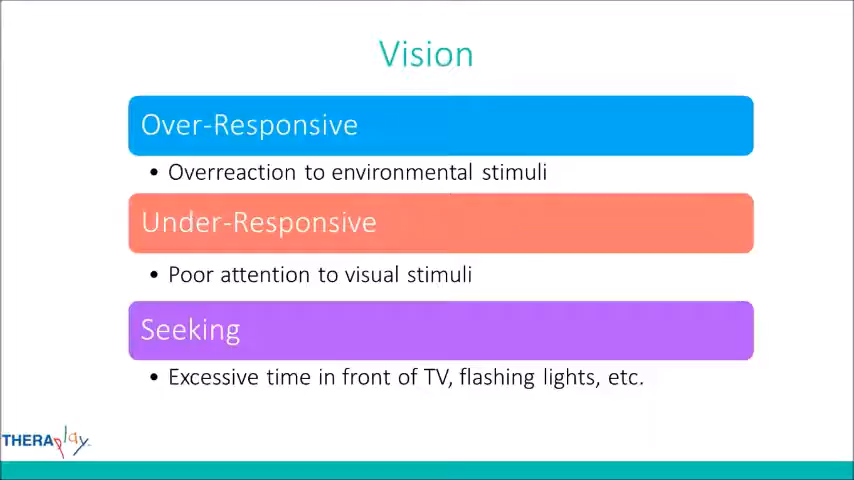 Vision
Over-Responsive
• Overreaction to environmental stimuli
Under-Responsive
• Poor attention to visual stimuli
Seeking
• Excessive time in front of TV, flashing lights, etc.
THERAplay